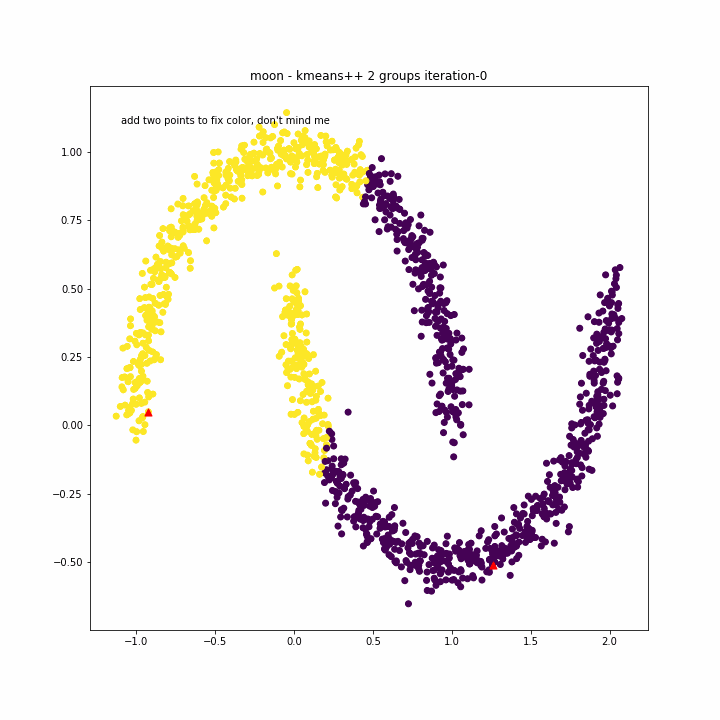 moon - kmeans++ 2 groups iteration-0
add two points to fix color, don't mind me
1.00
0.75
0.50
0.25
0.00
−0.25
−0.50
−1.0 −0.5 0.0 0.5 1.0 1.5 2.0